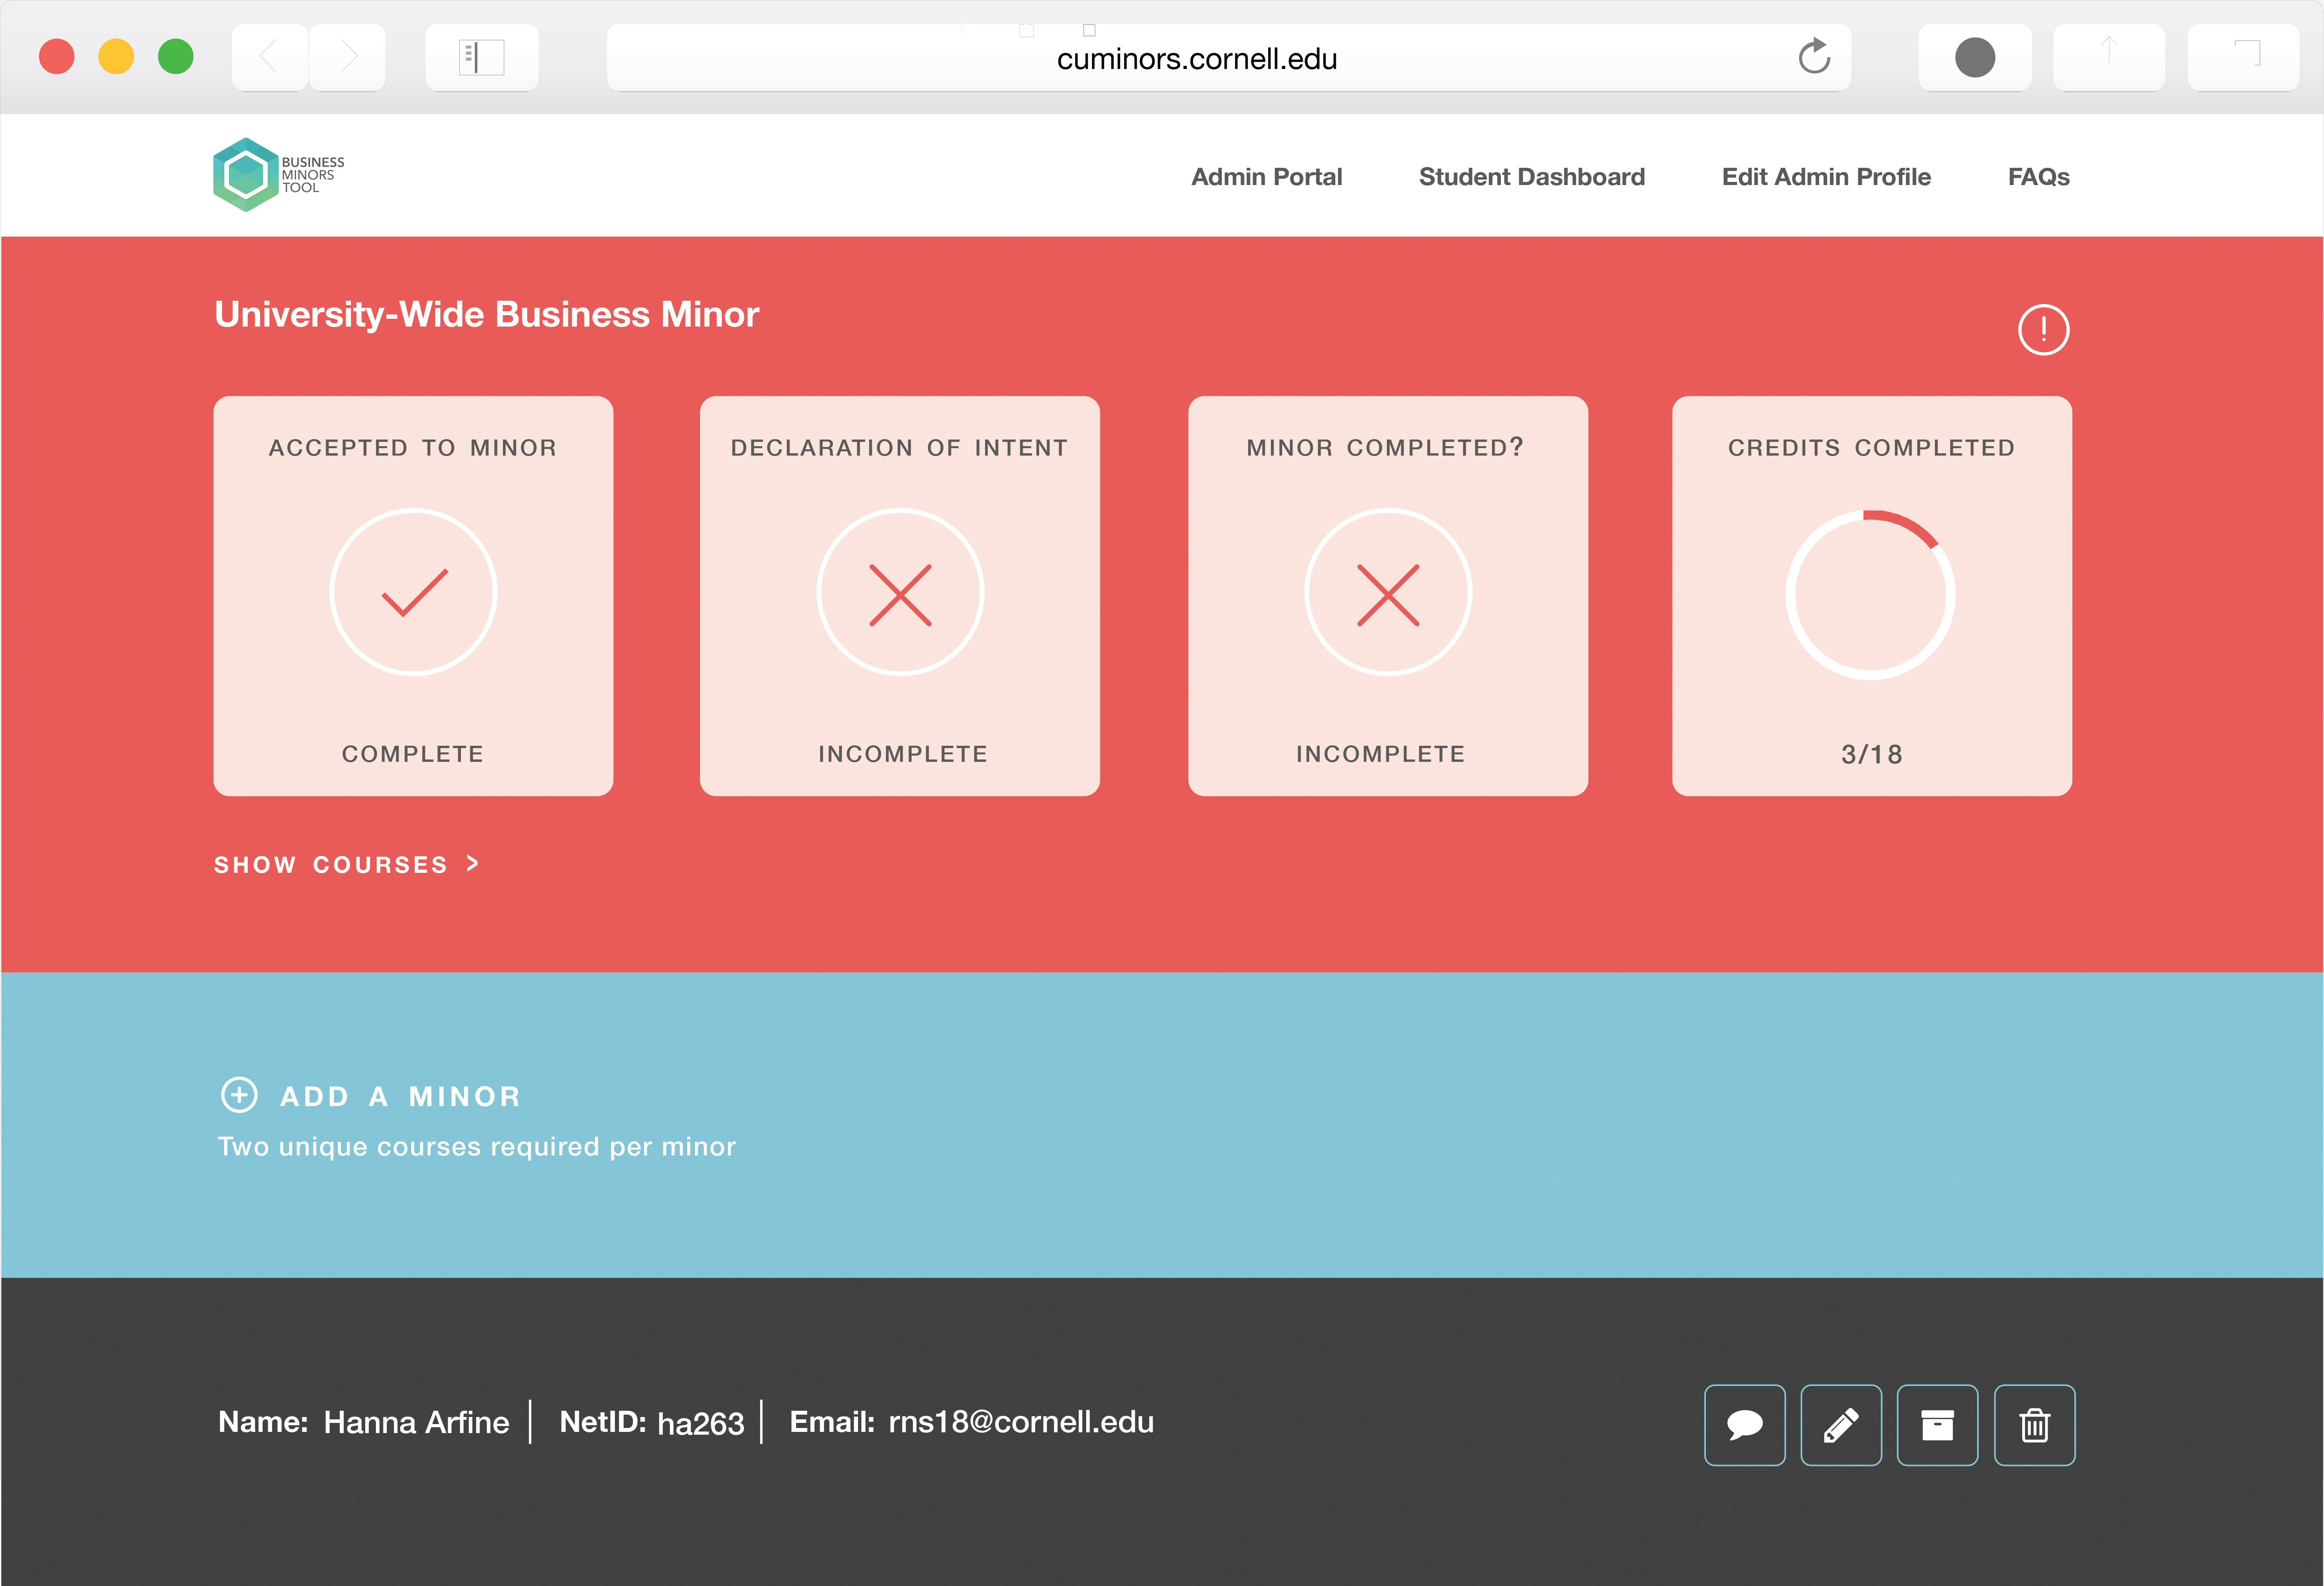 cuminors.cornell.edu
BUSINESS
MINORS
TOOL
Admin Portal Student Dashboard Edit Admin Profile FAQs
University-Wide Business Minor
ACCEPTED TO MINOR
COMPLETE
DECLARATION OF INTENT
INCOMPLETE
MINOR COMPLETED?
INCOMPLETE
CREDITS COMPLETED
3/18
SHOW COURSES >
ADD A MINOR
Two unique courses required per minor
Name: Hanna Arfine | NetID: ha263 | Email: rns18@cornell.edu